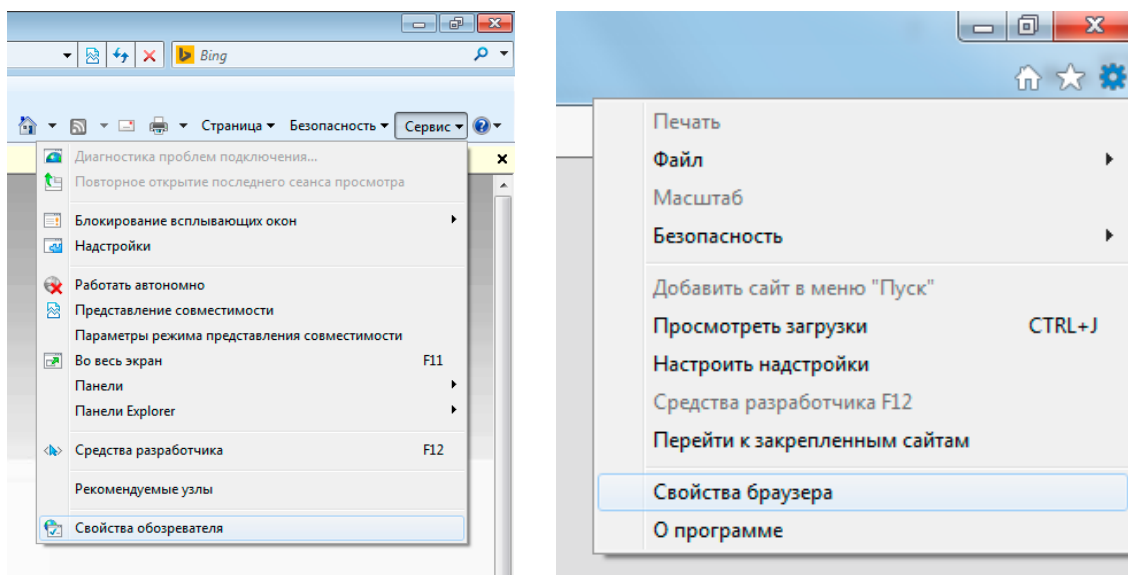 Bing
Страница Безопасность Сервис
Диагностика проблем подключения...
Повторное открытие последнего сеанса просмотра
Блокирование всплывающих окон
Надстройки
Работать автономно
Представление совместимости
Параметры режима представления совместимости
Во весь экран F11
Панели
Панели Explorer
Средства разработчика F12
Рекомендуемые узлы
Свойства обозревателя
Печать
Файл
Масштаб
Безопасность
Добавить сайт в меню "Пуск"
Просмотреть загрузки CTRL+J
Настроить надстройки
Средства разработчика F12
Перейти к закрепленным сайтам
Свойства браузера
О программе